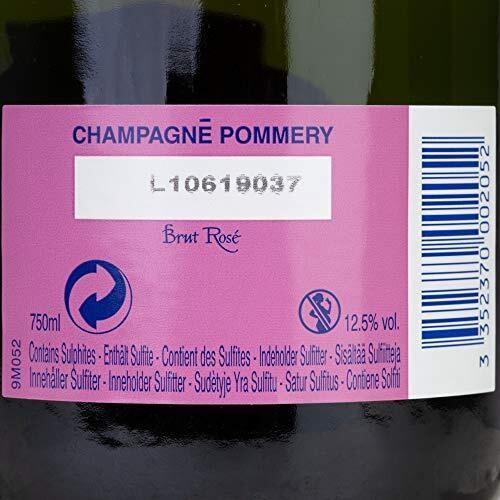 CHAMPAGNE POMMERY
L10619037
Brut Rosé
750ml
12.5% vol.
Contains Sulphites - Enthält Sulfite - Contient des Sulfites - Indeholder Sulfitter - Sisältää Sulfiitteja
Innehåller Sulfiter - Inneholder Sulfitter - Sudėtyje Yra Sulfitu - Satur Sulfitus - Contiene Solfiti
9M052
3 352370 002052